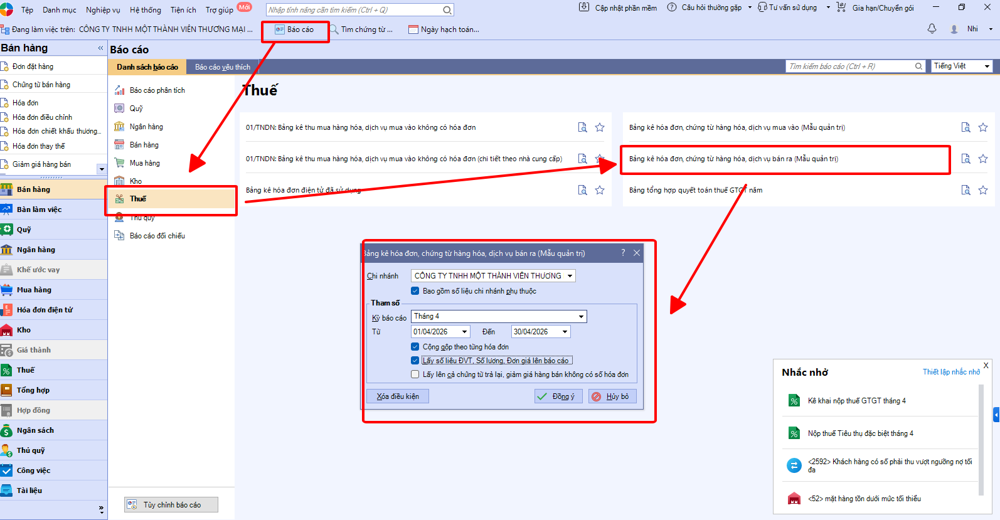 Tệp Danh mục Nghiệp vụ Hệ thống Tiện ích Trợ giúp Mới
Nhập tính năng cần tìm kiếm (Ctrl + Q)
Cập nhật phần mềm Câu hỏi thường gặp Tư vấn sử dụng Gia hạn/Chuyển gói
Đang làm việc trên: CÔNG TY TNHH MỘT THÀNH VIÊN THƯƠNG MẠI ...
Báo cáo Tìm chứng từ ... Ngày hạch toán...
Nhi
Bán hàng
Đơn đặt hàng
Chứng từ bán hàng
Hóa đơn
Hóa đơn điều chỉnh
Hóa đơn chiết khấu thương...
Hóa đơn thay thế
Giảm giá hàng bán
Bán hàng
Bàn làm việc
Quỹ
Ngân hàng
Khế ước vay
Mua hàng
Hóa đơn điện tử
Kho
Giá thành
Thuế
Tổng hợp
Hợp đồng
Ngân sách
Thủ quỹ
Công việc
Tài liệu
Báo cáo
Danh sách báo cáo Báo cáo yêu thích
Tìm kiếm báo cáo (Ctrl + R)
Tiếng Việt
Báo cáo phân tích
Quỹ
Ngân hàng
Bán hàng
Mua hàng
Kho
Thuế
Thủ quỹ
Báo cáo đối chiếu
Tùy chỉnh báo cáo
Thuế
01/TNDN: Bảng kê thu mua hàng hóa, dịch vụ mua vào không có hóa đơn
01/TNDN: Bảng kê thu mua hàng hóa, dịch vụ mua vào không có hóa đơn (chi tiết theo nhà cung cấp)
Bảng kê hóa đơn điện tử đã sử dụng
Bảng kê hóa đơn, chứng từ hàng hóa, dịch vụ mua vào (Mẫu quản trị)
Bảng kê hóa đơn, chứng từ hàng hóa, dịch vụ bán ra (Mẫu quản trị)
Bảng tổng hợp quyết toán thuế GTGT năm
Bảng kê hóa đơn, chứng từ hàng hóa, dịch vụ bán ra (Mẫu quản trị) ?
Chi nhánh CÔNG TY TNHH MỘT THÀNH VIÊN THƯƠNG
Bao gồm số liệu chi nhánh phụ thuộc
Tham số
Kỳ báo cáo Tháng 4
Từ 01/04/2026 Đến 30/04/2026
Cộng gộp theo từng hóa đơn
Lấy số liệu ĐVT, Số lượng, Đơn giá lên báo cáo
Lấy lên cả chứng từ trả lại, giảm giá hàng bán không có số hóa đơn
Xóa điều kiện Đồng ý Hủy bỏ
X
Nhắc nhở Thiết lập nhắc nhở
Kê khai nộp thuế GTGT tháng 4
Nộp thuế Tiêu thụ đặc biệt tháng 4
<2592> Khách hàng có số phải thu vượt ngưỡng nợ tối
đa
<52> mặt hàng tồn dưới mức tối thiểu